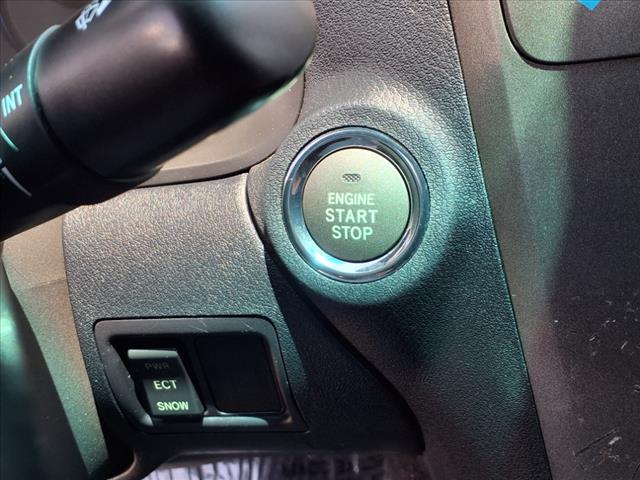 INT
ENGINE
START
STOP
PWR
ECT
SNOW